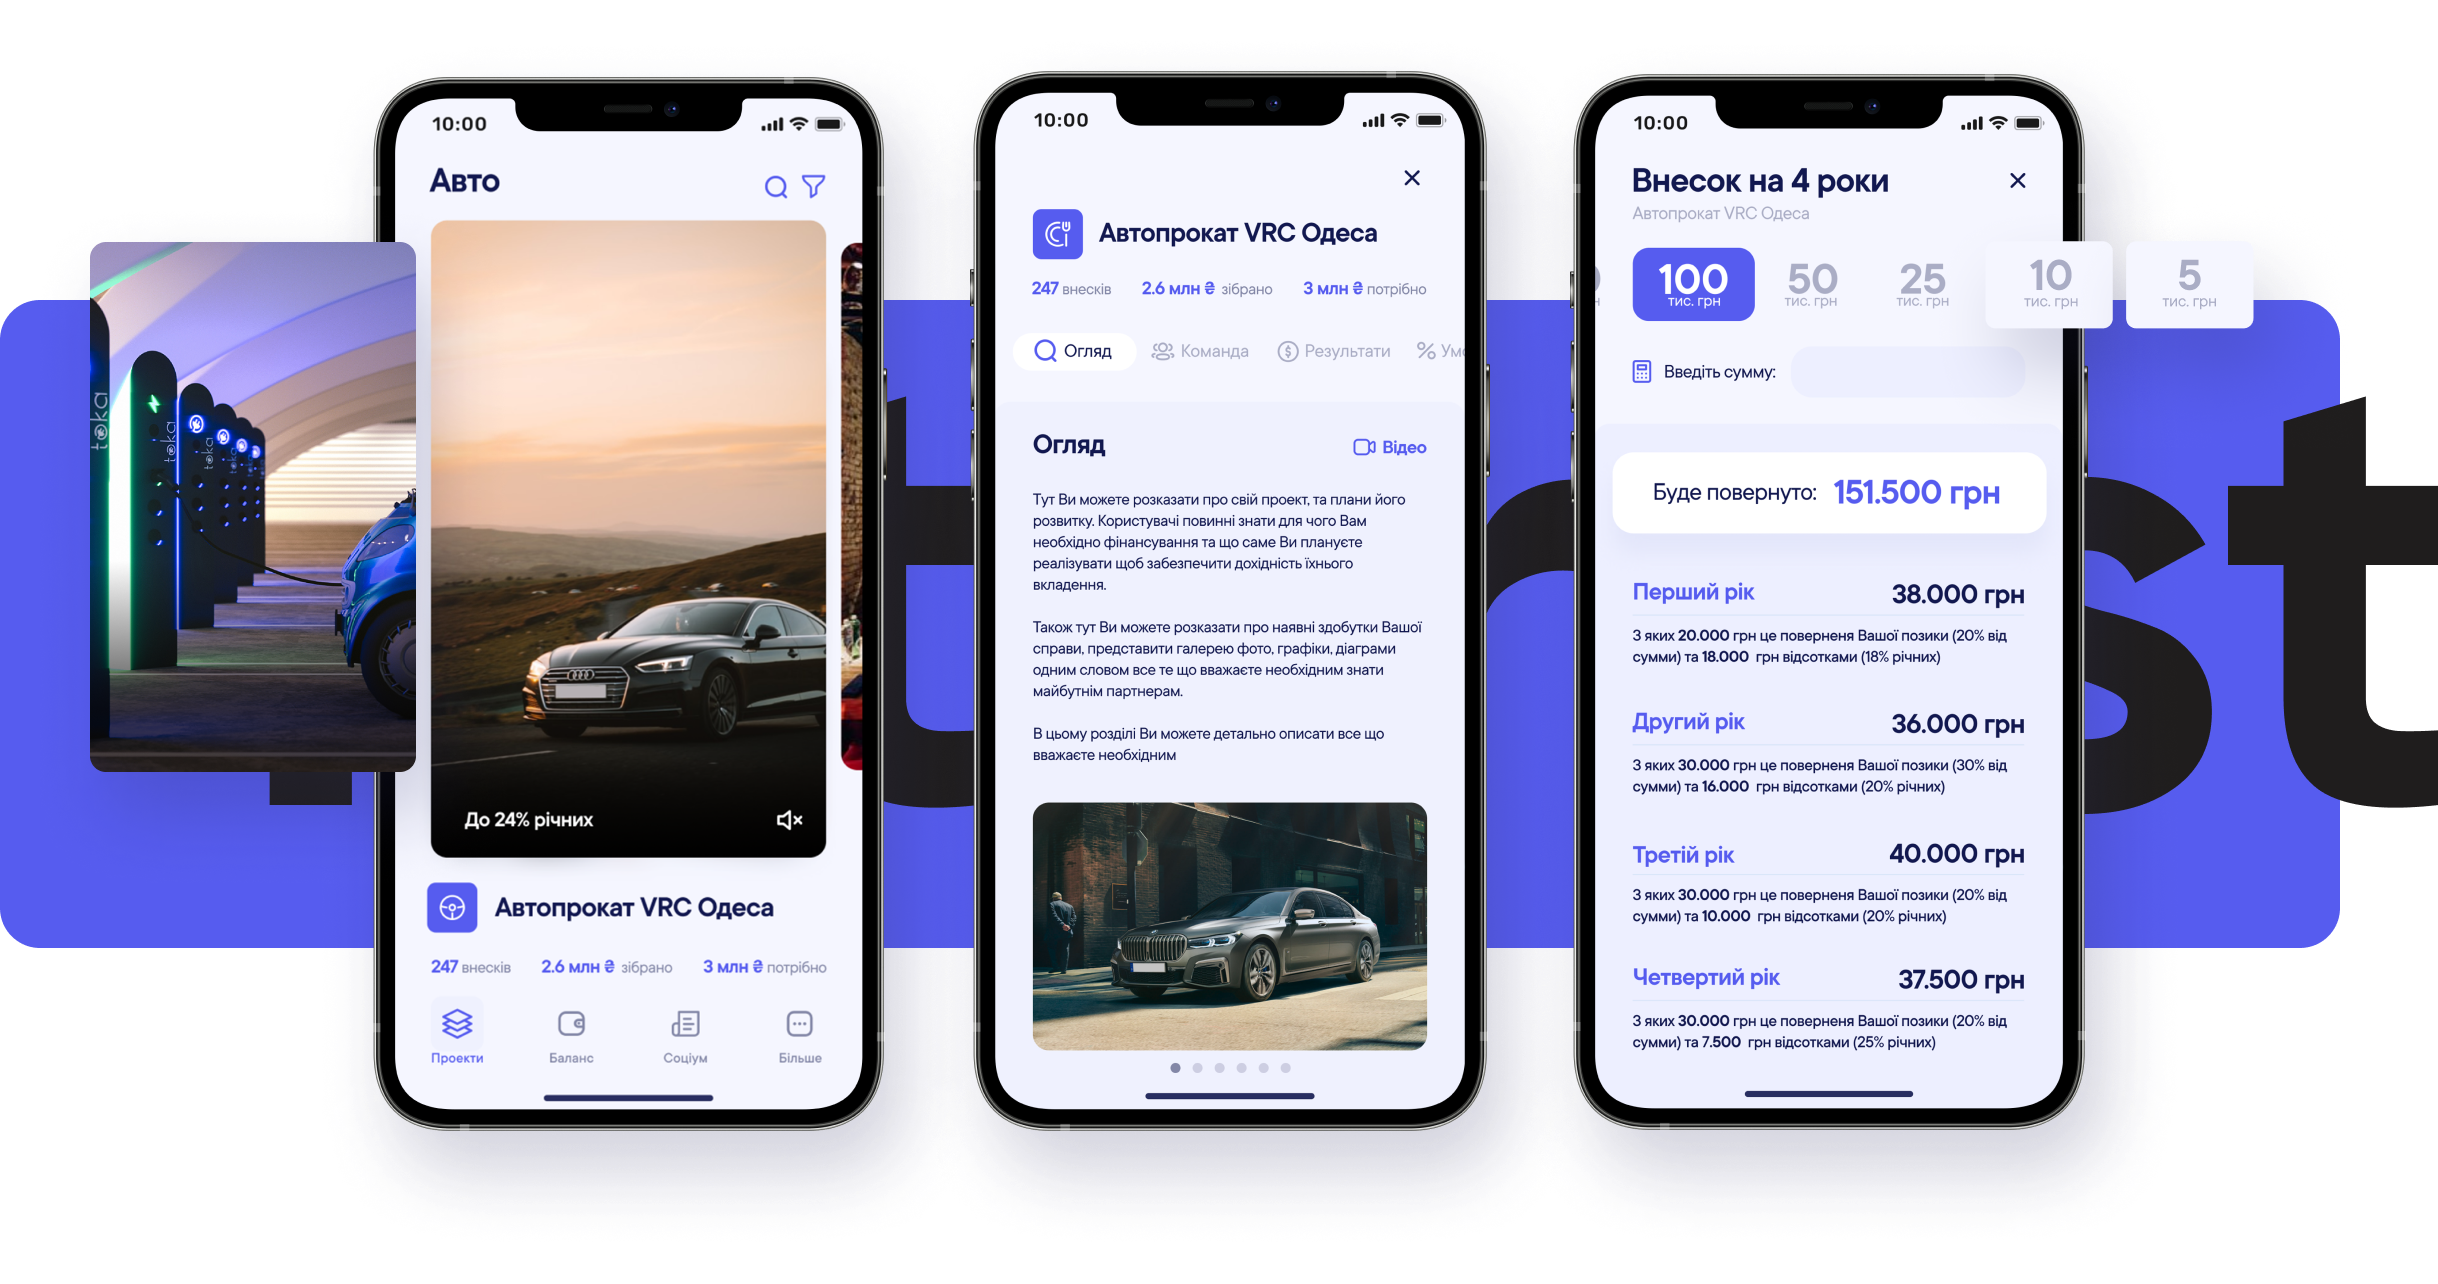 toka
toka
toka
toka
10:00
Авто
До 24% річних
Автопрокат VRC Одеса
247 внесків 2.6 млн ₴ зібрано 3 млн ₴ потрібно
Проекти Баланс Соціум Більше
10:00
Автопрокат VRC Одеса
247 внесків 2.6 млн ₴ зібрано 3 млн ₴ потрібно
Огляд Команда Результати % Умо
Огляд
Відео
Тут Ви можете розказати про свій проект, та плани його
розвитку. Користувачі повинні знати для чого Вам
необхідно фінансування та що саме Ви плануєте
реалізувати щоб забезпечити дохідність їхнього
вкладення.
Також тут Ви можете розказати про наявні здобутки Вашої
справи, представити галерею фото, графіки, діаграми
одним словом все те що вважаєте необхідним знати
майбутнім партнерам.
В цьому розділі Ви можете детально описати все що
вважаєте необхідним
10:00
Внесок на 4 роки
Автопрокат VRC Одеса
100 50 25 10 5
тис. грн тис. грн тис. грн тис. грн тис. грн
Введіть сумму:
Буде повернуто: 151.500 грн
Перший рік 38.000 грн
З яких 20.000 грн це поверненя Вашої позики (20% від
сумми) та 18.000 грн відсотками (18% річних)
Другий рік 36.000 грн
З яких 30.000 грн це поверненя Вашої позики (30% від
сумми) та 16.000 грн відсотками (20% річних)
Третій рік 40.000 грн
З яких 30.000 грн це поверненя Вашої позики (20% від
сумми) та 10.000 грн відсотками (20% річних)
Четвертий рік 37.500 грн
З яких 30.000 грн це поверненя Вашої позики (20% від
сумми) та 7.500 грн відсотками (25% річних)
st